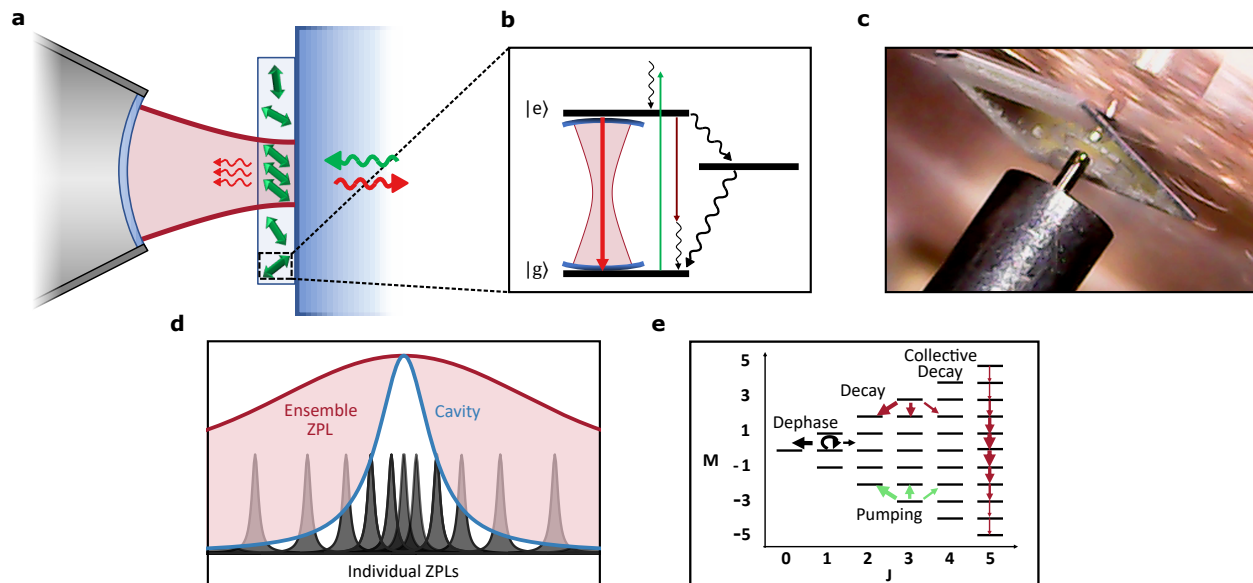 a
b
c
|e⟩
|g⟩
d
Ensemble
ZPL
Cavity
Individual ZPLs
e
5
3
1
-1
-3
-5
M
Collective
Decay
Decay
Dephase
Pumping
0 1 2 3 4 5
J